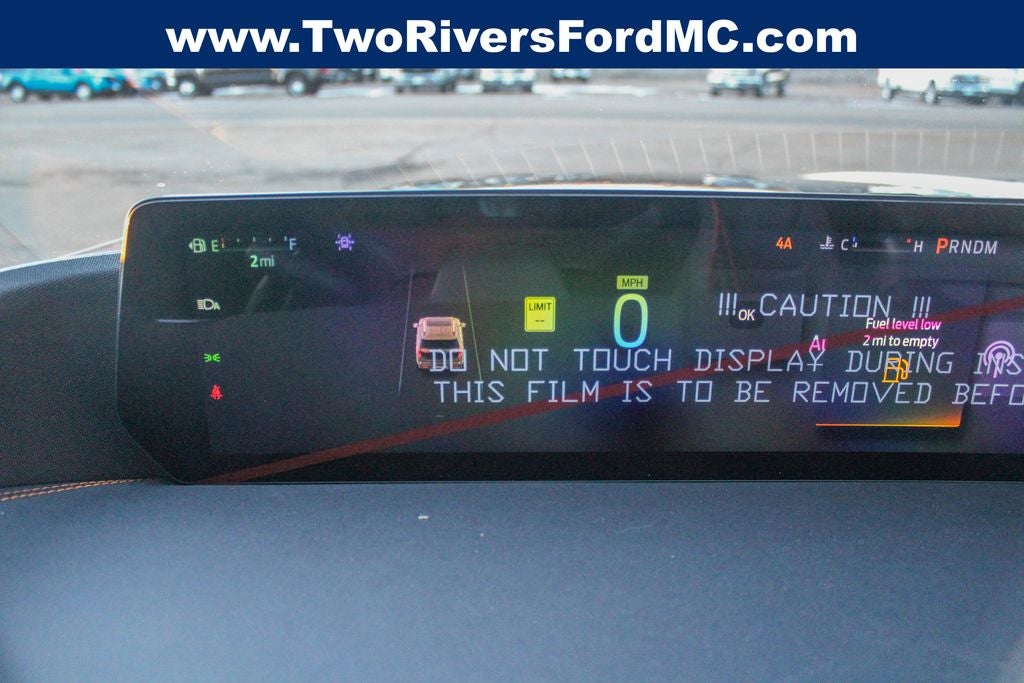 www.TwoRiversFordMC.com
E F
2mi
4A
C H
PRNDM
A
LIMIT
--
MPH
0
!!! CAUTION !!!
OK
Fuel level low
2 mi to empty
DO NOT TOUCH DISPLAY DURING
THIS FILM IS TO BE REMOVED